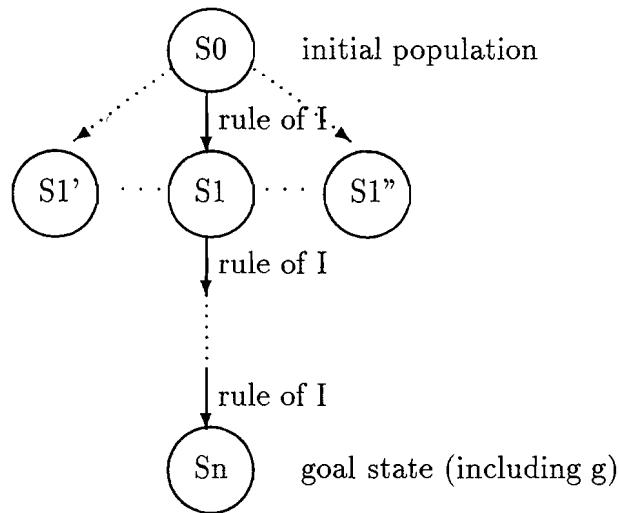 S0 initial population
rule of I
S1' S1 S1”
rule of I
rule of I
Sn goal state (including g)